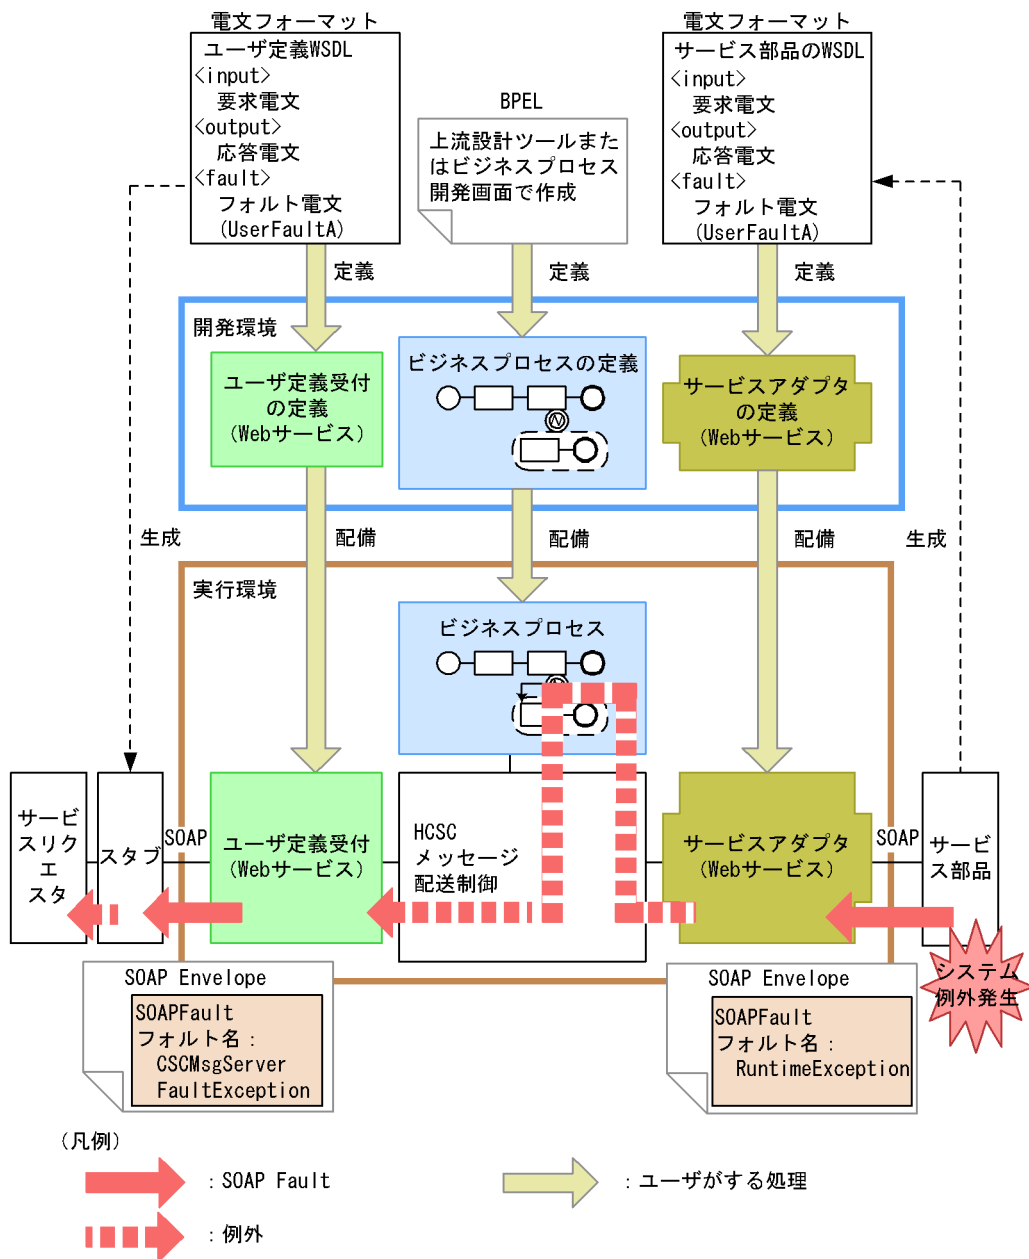 電文フォーマット
ユーザ定義WSDL
<input>
要求電文
<output>
応答電文
<fault>
フォルト電文
(UserFaultA)
BPEL
上流設計ツールまた
はビジネスプロセス
開発画面で作成
電文フォーマット
サービス部品のWSDL
<input>
要求電文
<output>
応答電文
<fault>
フォルト電文
(UserFaultA)
定義
定義
定義
開発環境
ユーザ定義受付
の定義
(Webサービス)
ビジネスプロセスの定義
サービスアダプタ
の定義
(Webサービス)
生成
配備
配備
配備
生成
実行環境
ビジネスプロセス
サービ
スリク
エ
スタ
スタブ
SOAP
ユーザ定義受付
(Webサービス)
HCSC
メッセージ
配送制御
サービスアダプタ
(Webサービス)
SOAP
サービ
ス部品
システム
例外発生
SOAP Envelope
SOAPFault
フォルト名:
CSCMsgServer
FaultException
SOAP Envelope
SOAPFault
フォルト名:
RuntimeException
(凡例)
:SOAP Fault
:ユーザがする処理
:例外